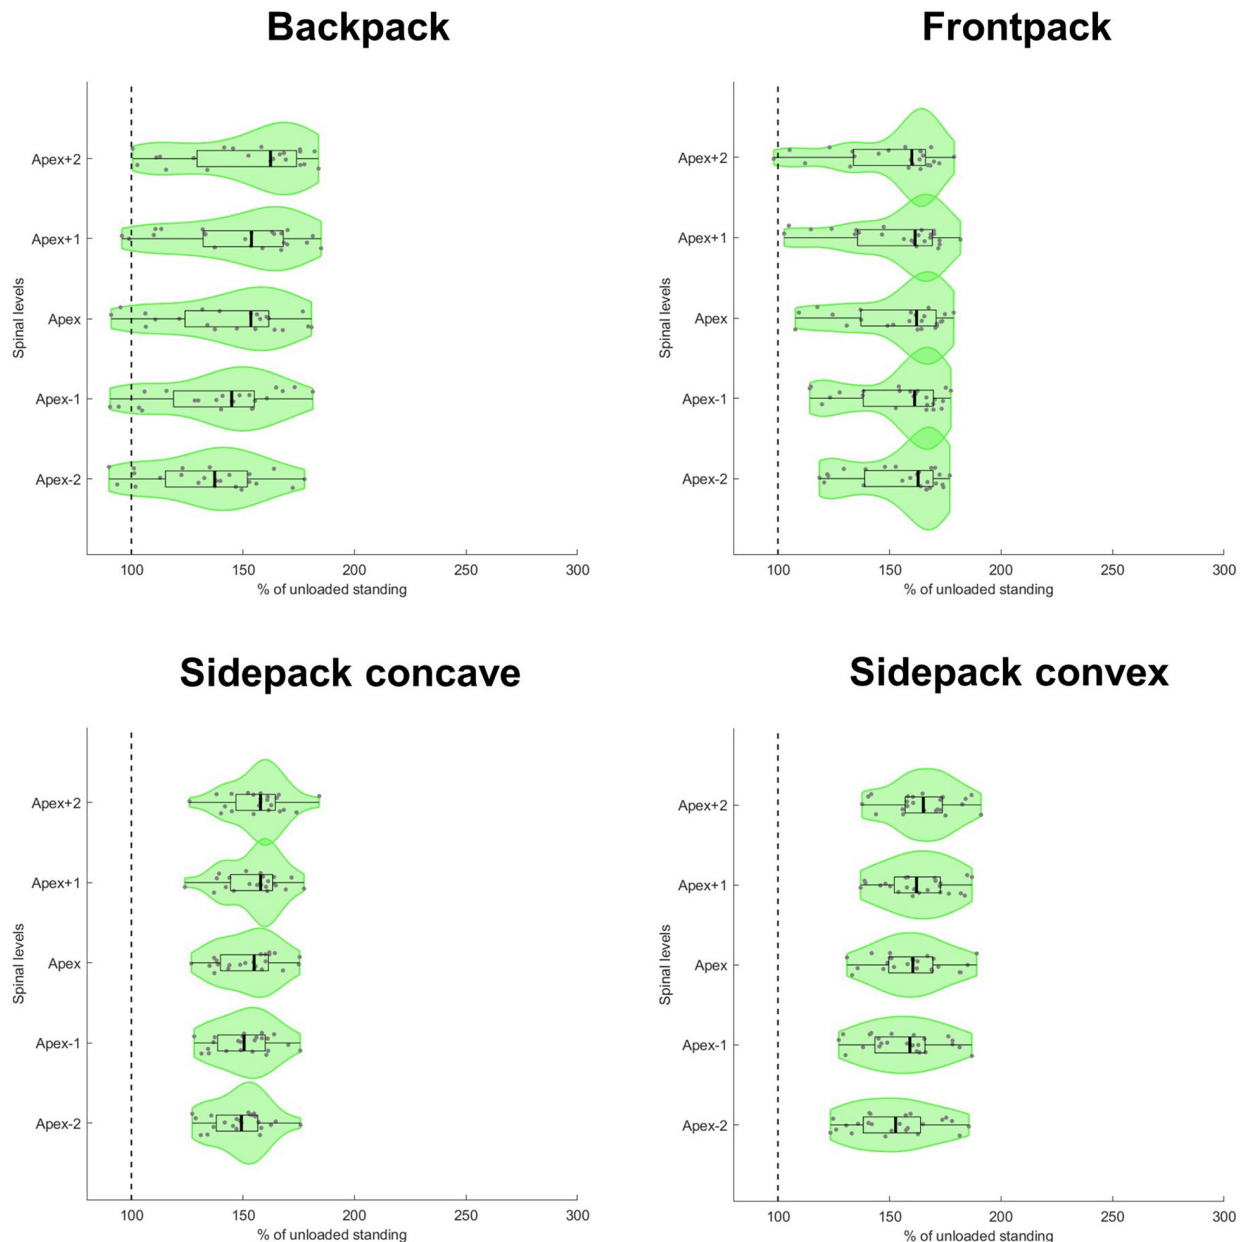 Backpack
Spinal levels
Apex+2
Apex+1
Apex
Apex-1
Apex-2
100 150 200 250 300
% of unloaded standing
Frontpack
Spinal levels
Apex+2
Apex+1
Apex
Apex-1
Apex-2
100 150 200 250 300
% of unloaded standing
Sidepack concave
Spinal levels
Apex+2
Apex+1
Apex
Apex-1
Apex-2
100 150 200 250 300
% of unloaded standing
Sidepack convex
Spinal levels
Apex+2
Apex+1
Apex
Apex-1
Apex-2
100 150 200 250 300
% of unloaded standing